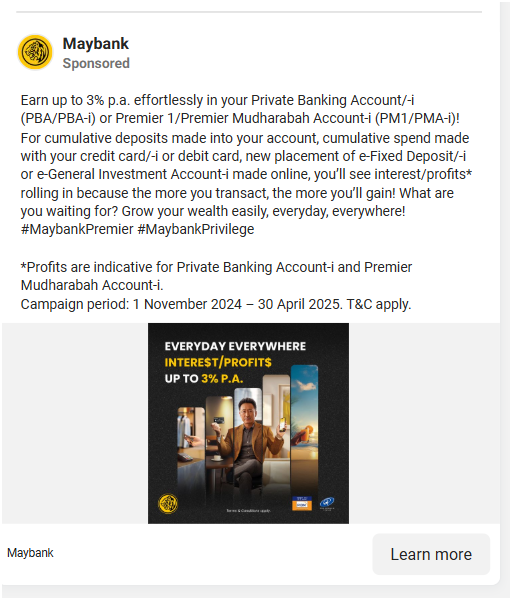 Maybank
Sponsored
Earn up to 3% p.a. effortlessly in your Private Banking Account/-i
(PBA/PBA-i) or Premier 1/Premier Mudharabah Account-i (PM1/PMA-i)!
For cumulative deposits made into your account, cumulative spend made
with your credit card/-i or debit card, new placement of e-Fixed Deposit/-i
or e-General Investment Account-i made online, you’ll see interest/profits*
rolling in because the more you transact, the more you’ll gain! What are
you waiting for? Grow your wealth easily, everyday, everywhere!
#MaybankPremier #MaybankPrivilege
*Profits are indicative for Private Banking Account-i and Premier
Mudharabah Account-i.
Campaign period: 1 November 2024 – 30 April 2025. T&C apply.
EVERYDAY EVERYWHERE
INTERE$T/PROFIT$
UP TO 3% P.A.
Terms & Conditions apply
Maybank
Learn more